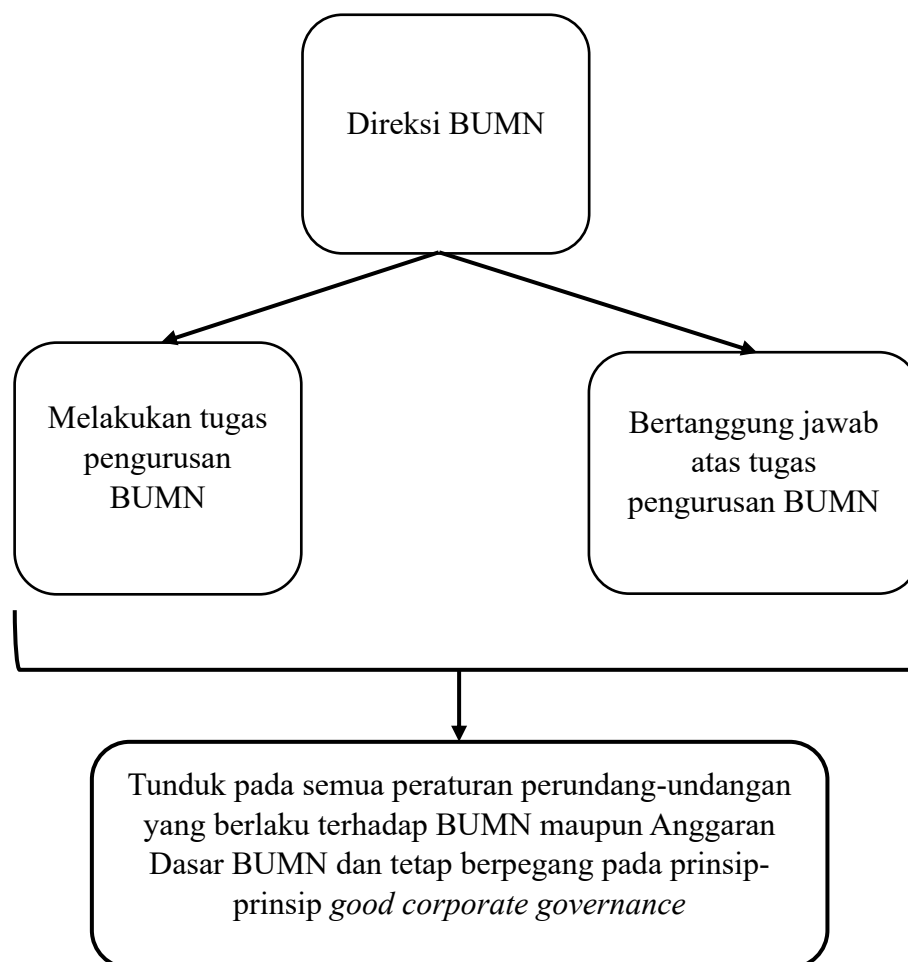 Direksi BUMN
Melakukan tugas
pengurusan
BUMN
Bertanggung jawab
atas tugas
pengurusan BUMN
Tunduk pada semua peraturan perundang-undangan
yang berlaku terhadap BUMN maupun Anggaran
Dasar BUMN dan tetap berpegang pada prinsip-
prinsip good corporate governance